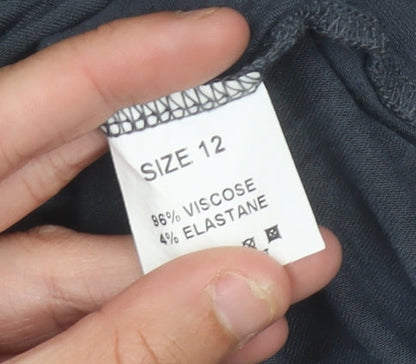 SIZE 12
96% VISCOSE
4% ELASTANE